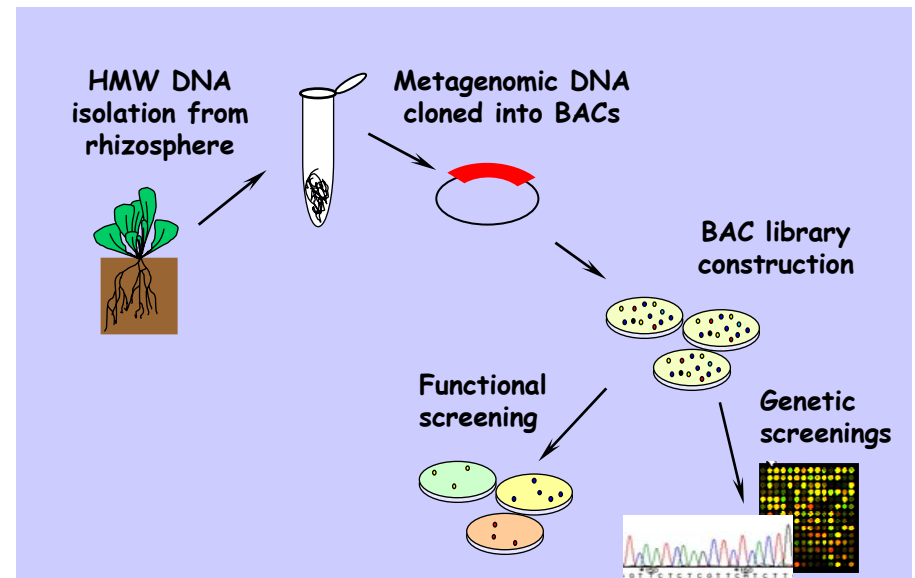 HMW DNA
isolation from
rhizosphere
Metagenomic DNA
cloned into BACs
BAC library
construction
Functional
screening
Genetic
screenings